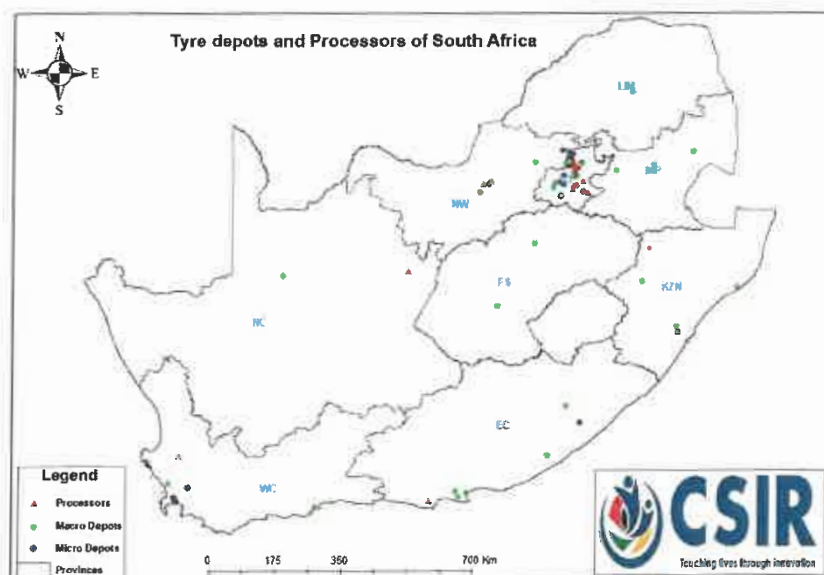 Tyre depots and Processors of South Africa
N
W E
S
LIM
MP
NW
FS
KZN
NC
EC
WC
Legend
Processors
Macro Depots
Micro Depots
Provinces
0 175 350 700 Km
CSIR
Touching lives through innovation